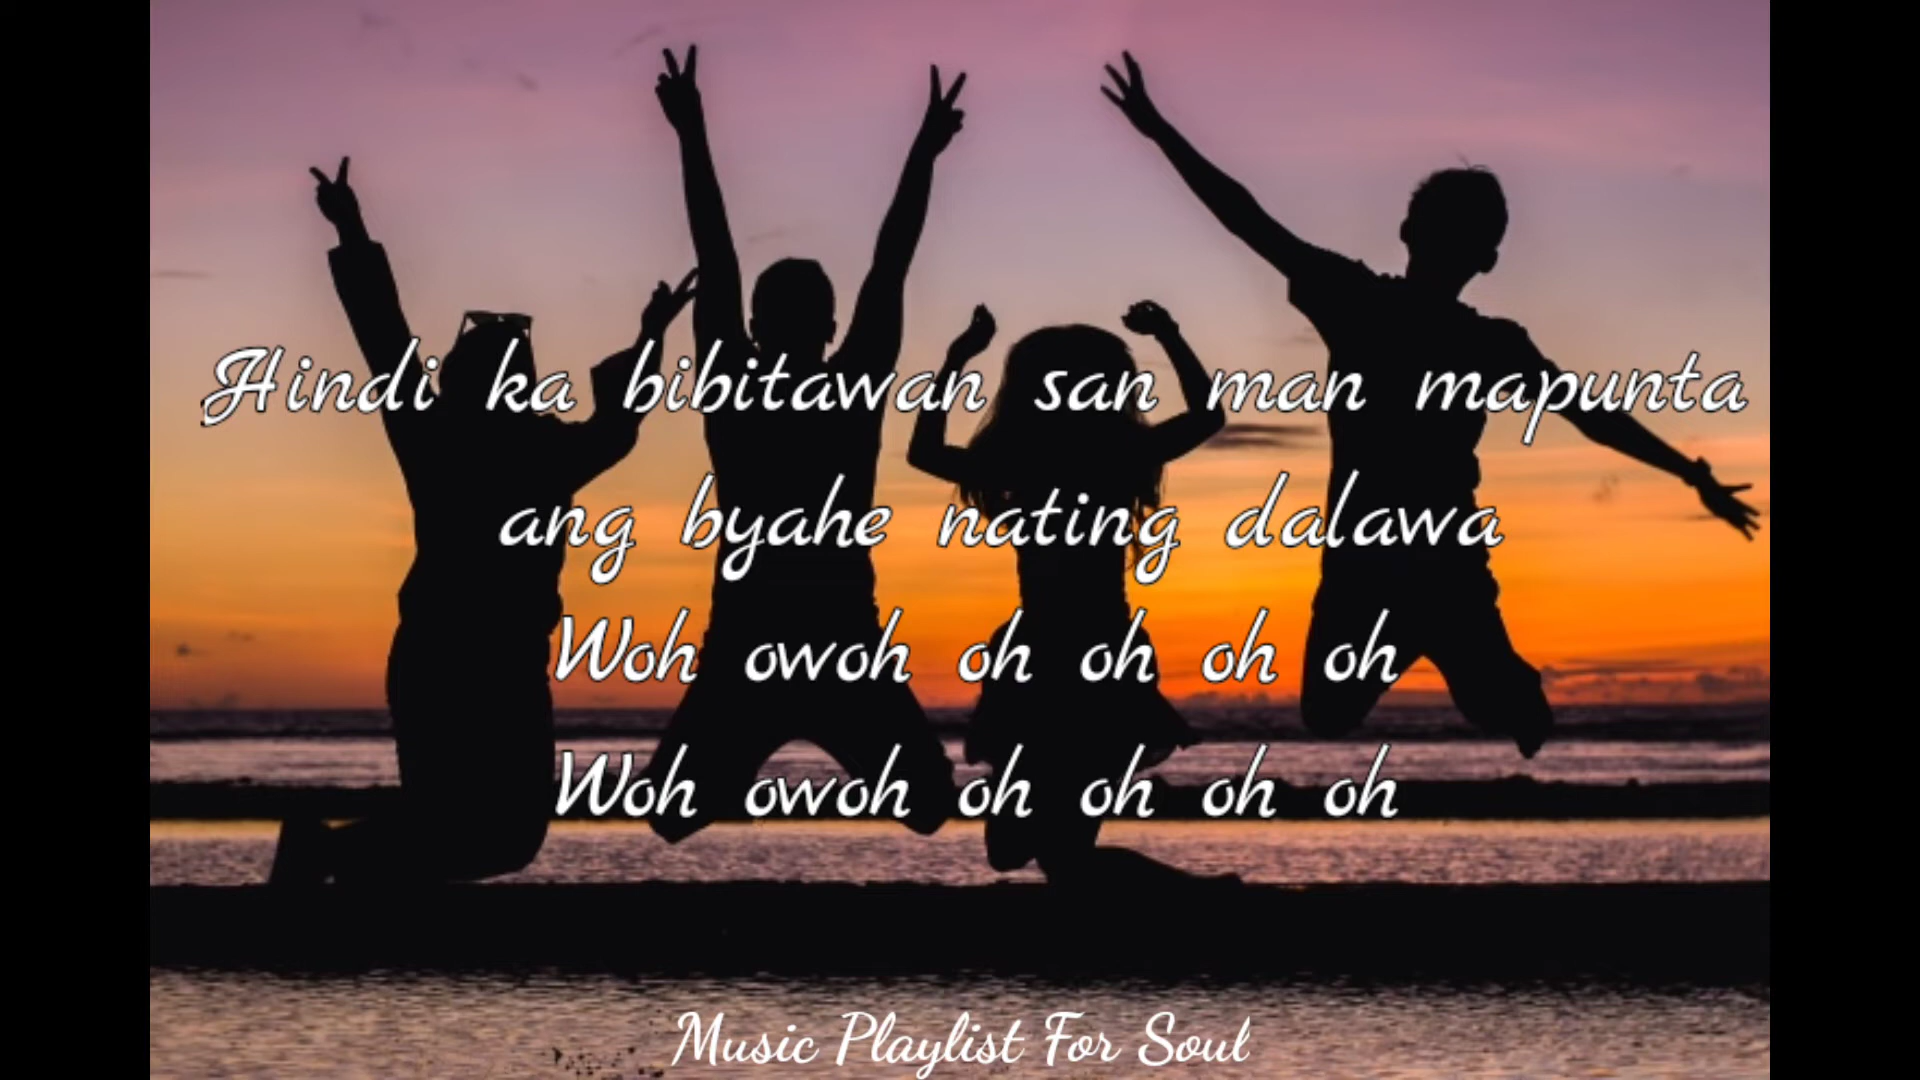 Hindi ka bibitawan san man mapunta
ang byahe nating dalawa
Woh owoh oh oh oh oh
Woh owoh oh oh oh oh
Music Playlist For Soul